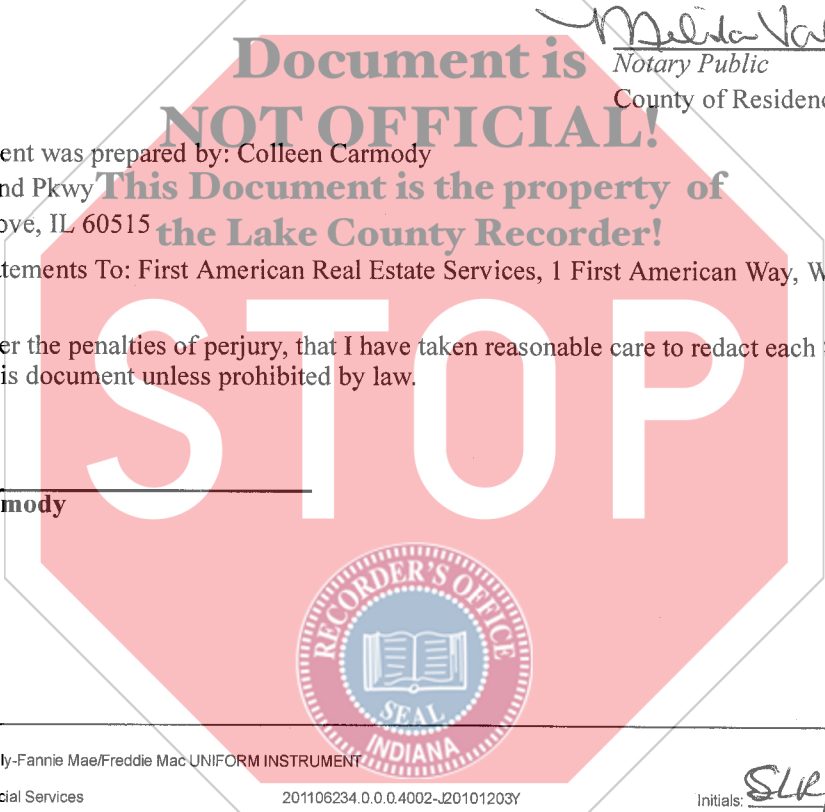 Document is
Notary Public
NOT OFFICIAL!
County of Residenc
ent was prepared by: Colleen Carmody
nd Pkwy
This Document is the property of
ove, IL 60515
the Lake County Recorder!
tements To: First American Real Estate Services, 1 First American Way, W
er the penalties of perjury, that I have taken reasonable care to redact each
is document unless prohibited by law.
STOP
mody
RECORDER'S OFFICE
SEAL
INDIANA
ly-Fannie Mae/Freddie Mac UNIFORM INSTRUMENT
cial Services
201106234.0.0.0.4002-J20101203Y
Initials: SLR